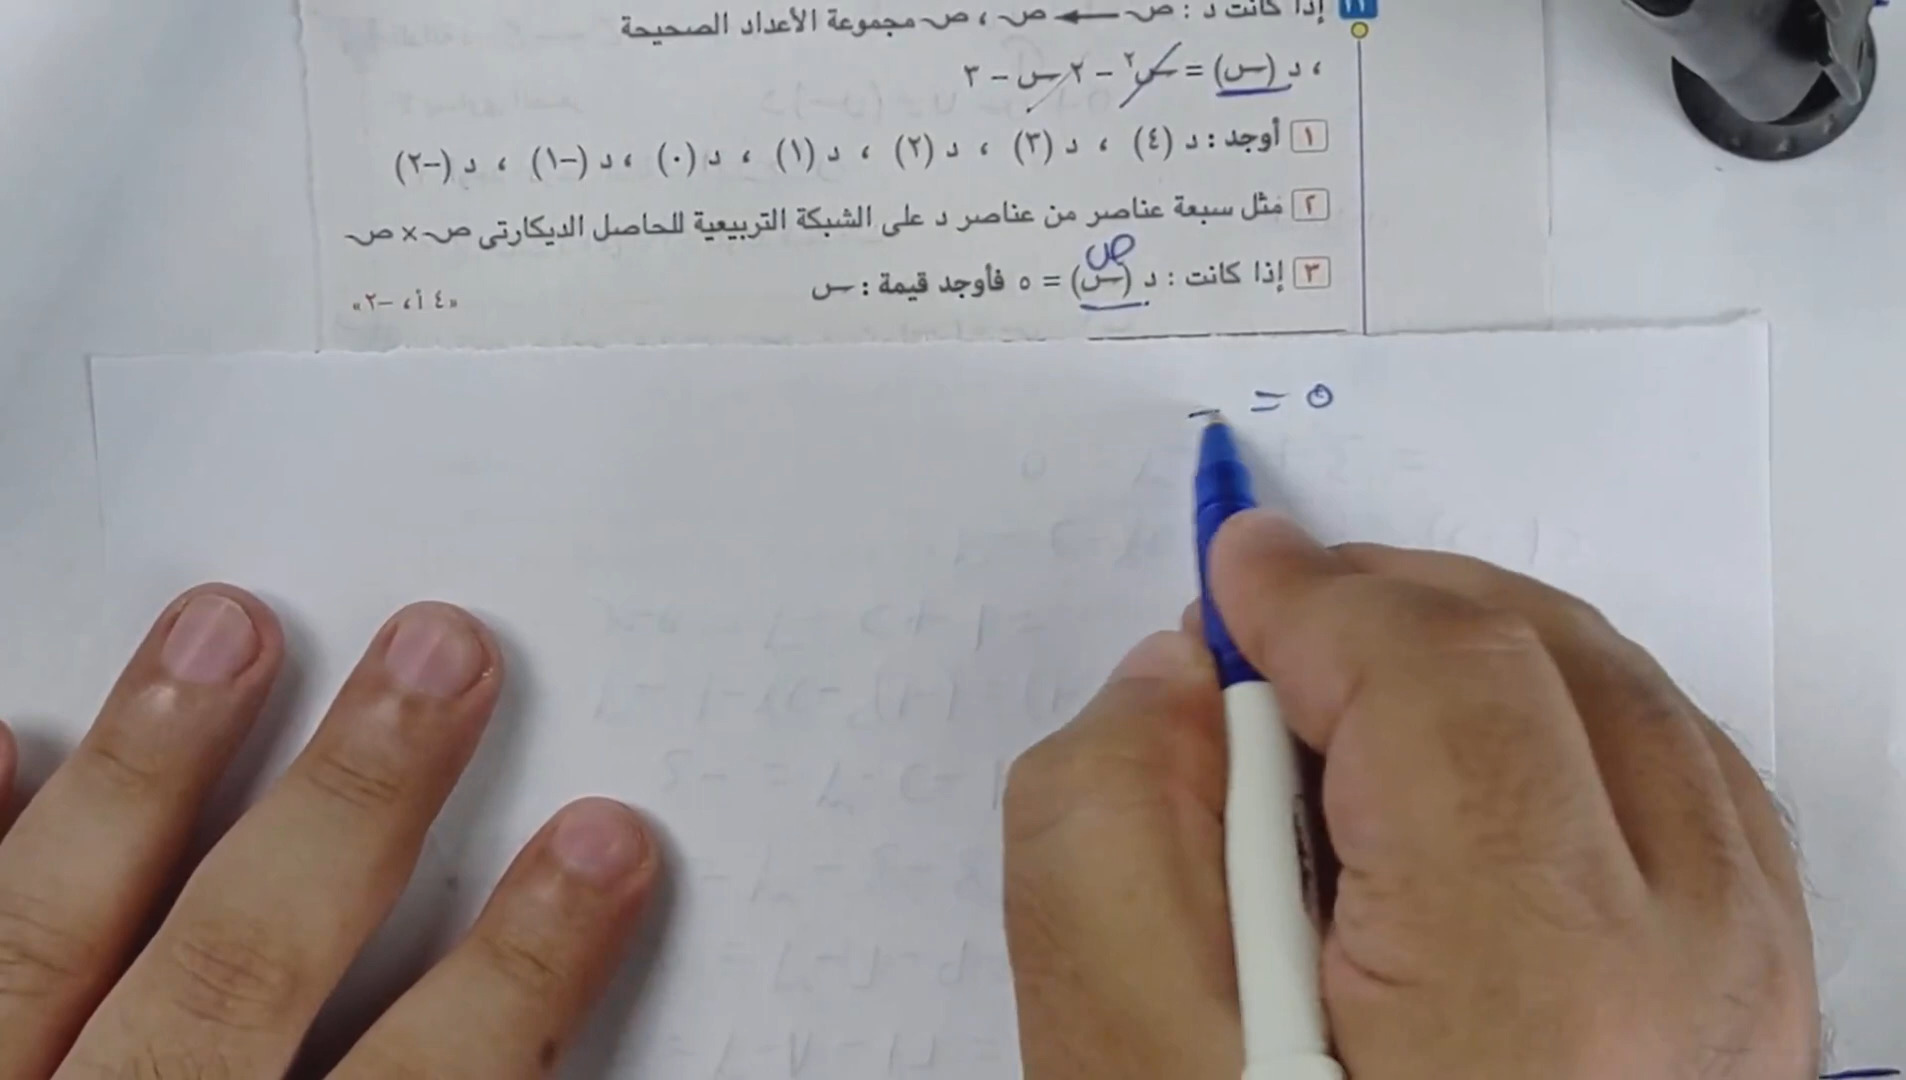 إذا كانت د : ص ← ص ، ص مجموعة الأعداد الصحيحة
، د (س) = س² - ٢ س - ٣
١ أوجد : د (٤) ، د (٣) ، د (٢) ، د (١) ، د (٠) ، د (-١) ، د (-٢)
٢ مثل سبعة عناصر من عناصر د على الشبكة التربيعية للحاصل الديكارتى ص × ص
ص
٣ إذا كانت : د (س) = ٥ فأوجد قيمة : س «٤ أ، -٢»
٥ =